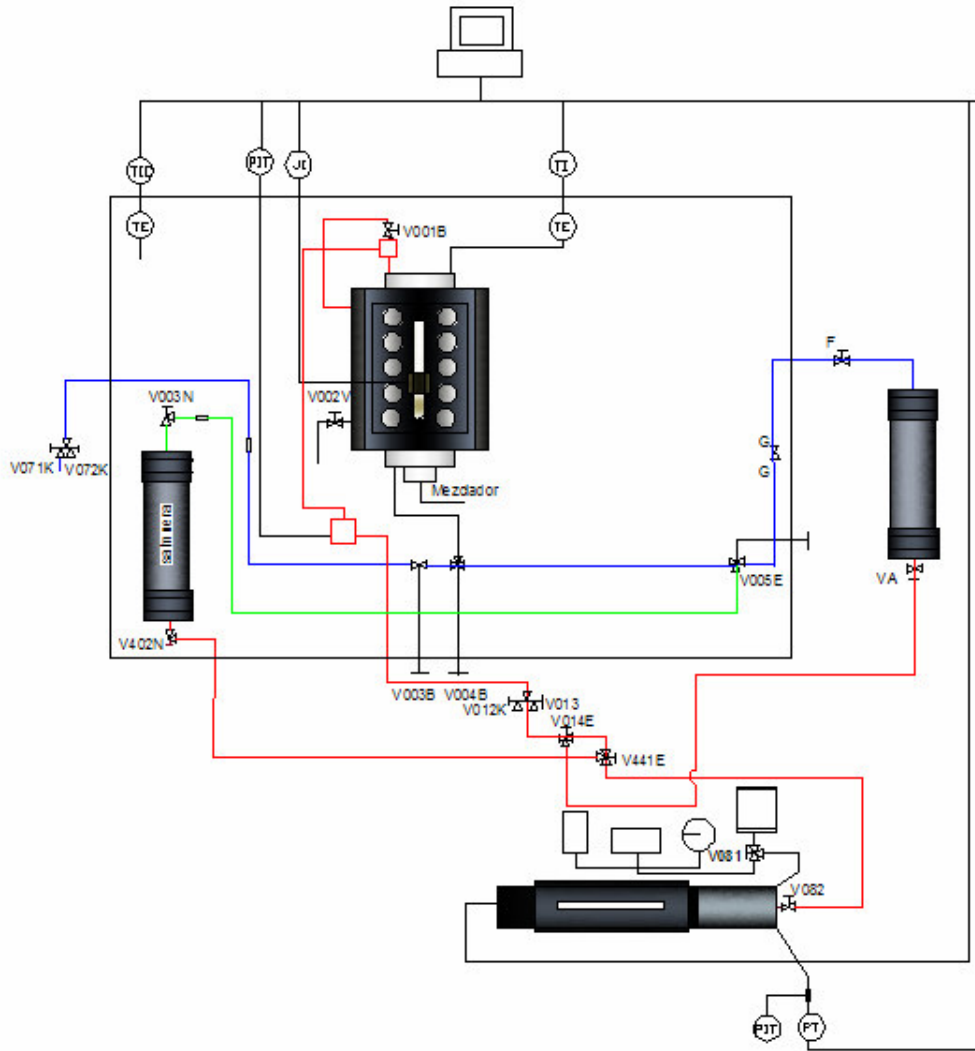 TIC
PIT
JI
TI
TE
TE
V001B
F
V003N
V002V
G
G
V071K
V072K
Mezclador
salmuera
V005E
VA
V402N
V003B
V004B
V013
V012K
V014E
V441E
V081
V082
PIT
PT